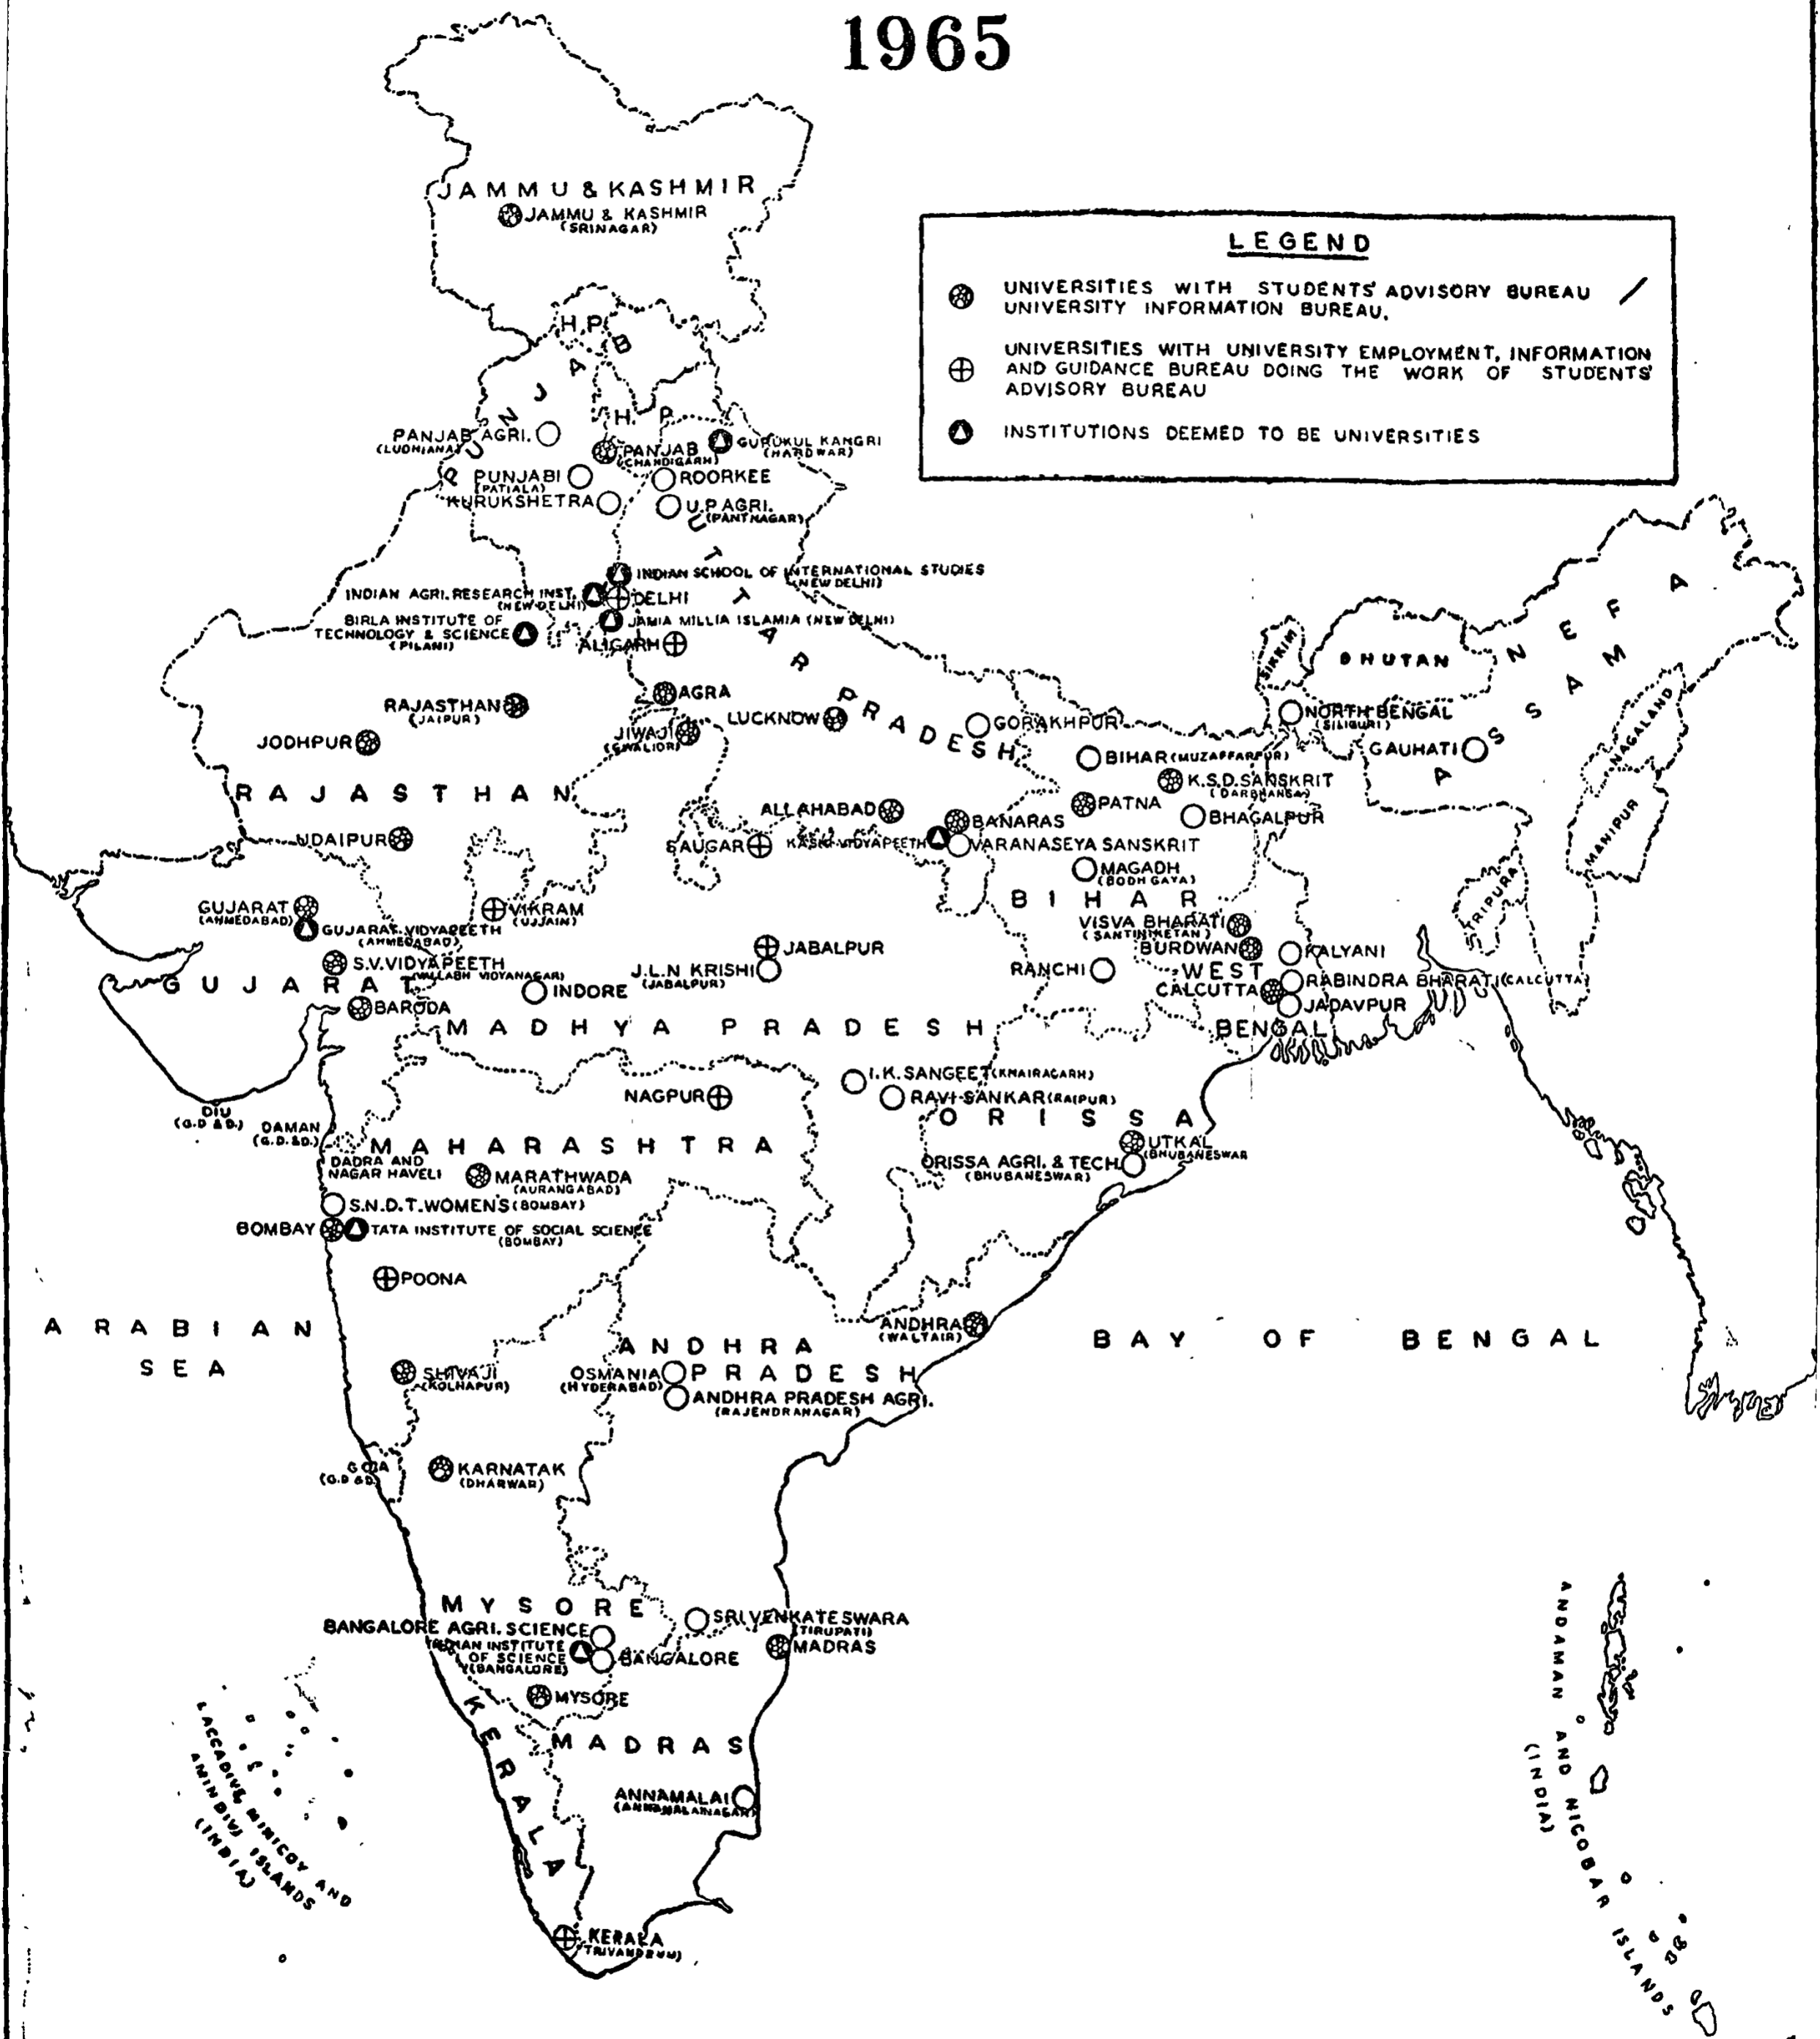 1965
JAMMU & KASHMIR
JAMMU & KASHMIR
(SRINAGAR)
LEGEND
UNIVERSITIES WITH STUDENTS' ADVISORY BUREAU /
UNIVERSITY INFORMATION BUREAU.
UNIVERSITIES WITH UNIVERSITY EMPLOYMENT, INFORMATION
AND GUIDANCE BUREAU DOING THE WORK OF STUDENTS'
ADVISORY BUREAU
INSTITUTIONS DEEMED TO BE UNIVERSITIES
H.P.
PUNJAB
H. P.
PANJAB AGRI.
(LUDHIANA)
PANJAB
(CHANDIGARH)
GURUKUL KANGRI
(HARDWAR)
PUNJABI
(PATIALA)
ROORKEE
KURUKSHETRA
U.P AGRI.
(PANTNAGAR)
UTTAR PRADESH
INDIAN SCHOOL OF INTERNATIONAL STUDIES
(NEW DELHI)
INDIAN AGRI. RESEARCH INST.
(NEW DELHI)
DELHI
BIRLA INSTITUTE OF
TECHNOLOGY & SCIENCE
(PILANI)
JAMIA MILLIA ISLAMIA (NEW DELHI)
ALIGARH
NEFA
ASSAM
SIKKIM
BHUTAN
NAGALAND
MANIPUR
TRIPURA
RAJASTHAN
(JAIPUR)
AGRA
LUCKNOW
GORAKHPUR
NORTH BENGAL
(SILIGURI)
JODHPUR
JIWAJI
(GWALIOR)
BIHAR (MUZAFFARPUR)
GAUHATI
K.S.D. SANSKRIT
(DARBHANGA)
RAJASTHAN
ALLAHABAD
PATNA
BANARAS
BHAGALPUR
UDAIPUR
SAUGAR
KASHI VIDYAPEETH
VARANASEYA SANSKRIT
MAGADH
(BODH GAYA)
BIHAR
GUJARAT
(AHMEDABAD)
VIKRAM
(UJJAIN)
VISVA BHARATI
(SANTINIKETAN)
GUJARAT VIDYAPEETH
(AHMEDABAD)
BURDWAN
KALYANI
JABALPUR
S.V. VIDYAPEETH
(VALLABH VIDYANAGAR)
J.L.N KRISHI
(JABALPUR)
RANCHI
WEST
BENGAL
GUJARAT
INDORE
CALCUTTA
RABINDRA BHARATI (CALCUTTA)
BARODA
JADAVPUR
MADHYA PRADESH
NAGPUR
I.K. SANGEET (KHAIRAGARH)
RAVI SANKAR (RAIPUR)
ORISSA
DIU
(G.D & D.)
DAMAN
(G.D. & D.)
MAHARASHTRA
UTKAL
(BHUBANESWAR
DADRA AND
NAGAR HAVELI
MARATHWADA
(AURANGABAD)
ORISSA AGRI. & TECH.
(BHUBANESWAR)
S.N.D.T. WOMEN'S (BOMBAY)
BOMBAY
TATA INSTITUTE OF SOCIAL SCIENCE
(BOMBAY)
POONA
ARABIAN
SEA
ANDHRA
(WALTAIR)
BAY OF BENGAL
ANDHRA
PRADESH
SHIVAJI
(KOLHAPUR)
OSMANIA
(HYDERABAD)
ANDHRA PRADESH AGRI.
(RAJENDRANAGAR)
GOA
(G.D & D.)
KARNATAK
(DHARWAR)
MYSORE
BANGALORE AGRI. SCIENCE
SRI VENKATESWARA
(TIRUPATI)
INDIAN INSTITUTE
OF SCIENCE
(BANGALORE)
BANGALORE
MADRAS
MYSORE
KERALA
MADRAS
ANNAMALAI
(ANNAMALAINAGAR)
KERALA
(TRIVANDRUM)
LACCADIVE, MINICOY AND
AMINDIVI ISLANDS
(INDIA)
ANDAMAN AND NICOBAR ISLANDS
(INDIA)